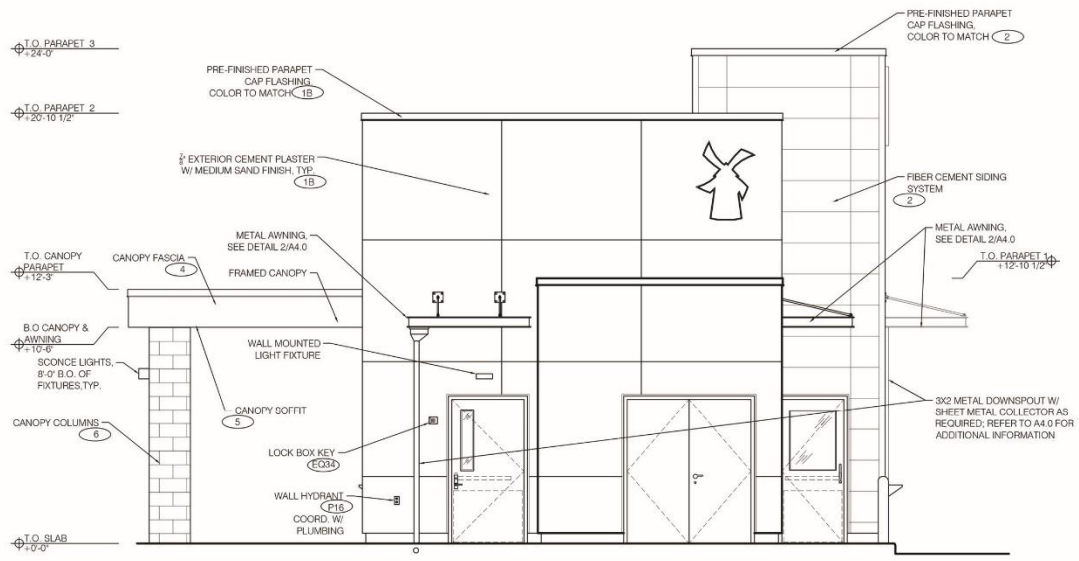 T.O. PARAPET 3
+24'-0"
T.O. PARAPET 2
+20'-10 1/2"
T.O. CANOPY
PARAPET
+12'-3"
B.O CANOPY &
AWNING
+10'-6"
SCONCE LIGHTS,
8'-0" B.O. OF
FIXTURES,TYP.
CANOPY COLUMNS
6
T.O. SLAB
+0'-0"
CANOPY FASCIA
4
PRE-FINISHED PARAPET
CAP FLASHING
COLOR TO MATCH 1B
EXTERIOR CEMENT PLASTER
W/ MEDIUM SAND FINISH, TYP.
1B
METAL AWNING,
SEE DETAIL 2/A4.0
FRAMED CANOPY
WALL MOUNTED
LIGHT FIXTURE
CANOPY SOFFIT
5
LOCK BOX KEY
EQ34
WALL HYDRANT
P16
COORD. W/
PLUMBING
PRE-FINISHED PARAPET
CAP FLASHING,
COLOR TO MATCH 2
FIBER CEMENT SIDING
SYSTEM
2
METAL AWNING,
SEE DETAIL 2/A4.0
T.O. PARAPET 1
+12'-10 1/2"
3X2 METAL DOWNSPOUT W/
SHEET METAL COLLECTOR AS
REQUIRED; REFER TO A4.0 FOR
ADDITIONAL INFORMATION